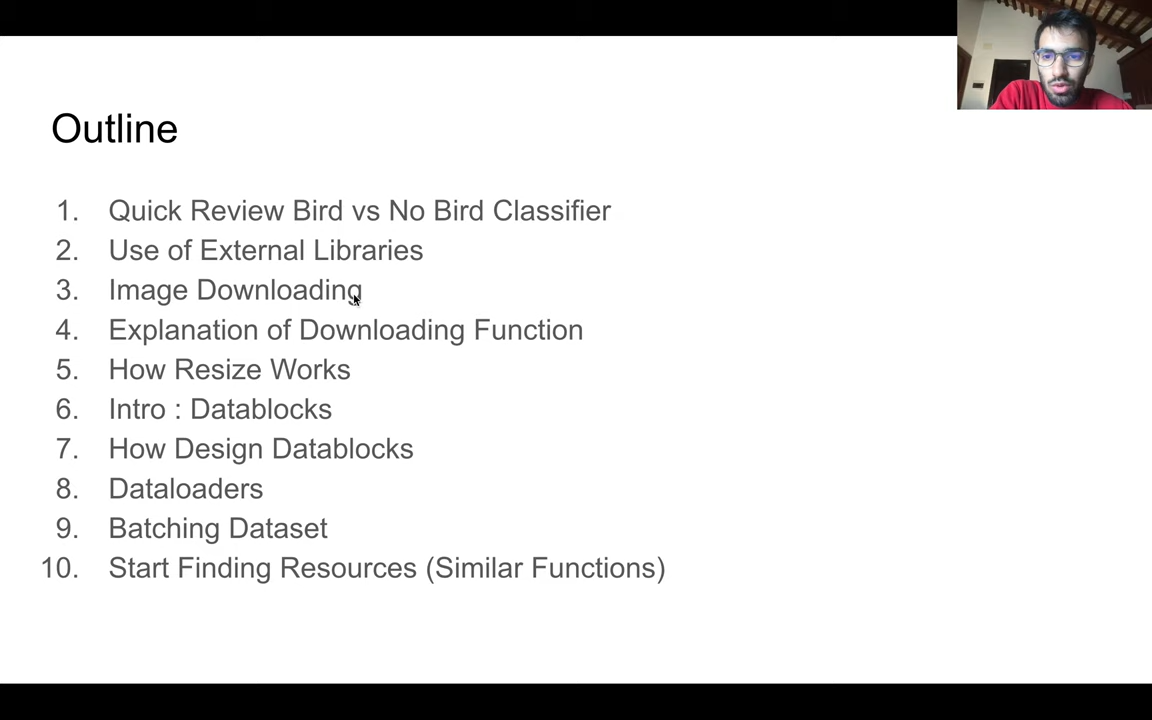 Outline
1. Quick Review Bird vs No Bird Classifier
2. Use of External Libraries
3. Image Downloading
4. Explanation of Downloading Function
5. How Resize Works
6. Intro : Datablocks
7. How Design Datablocks
8. Dataloaders
9. Batching Dataset
10. Start Finding Resources (Similar Functions)